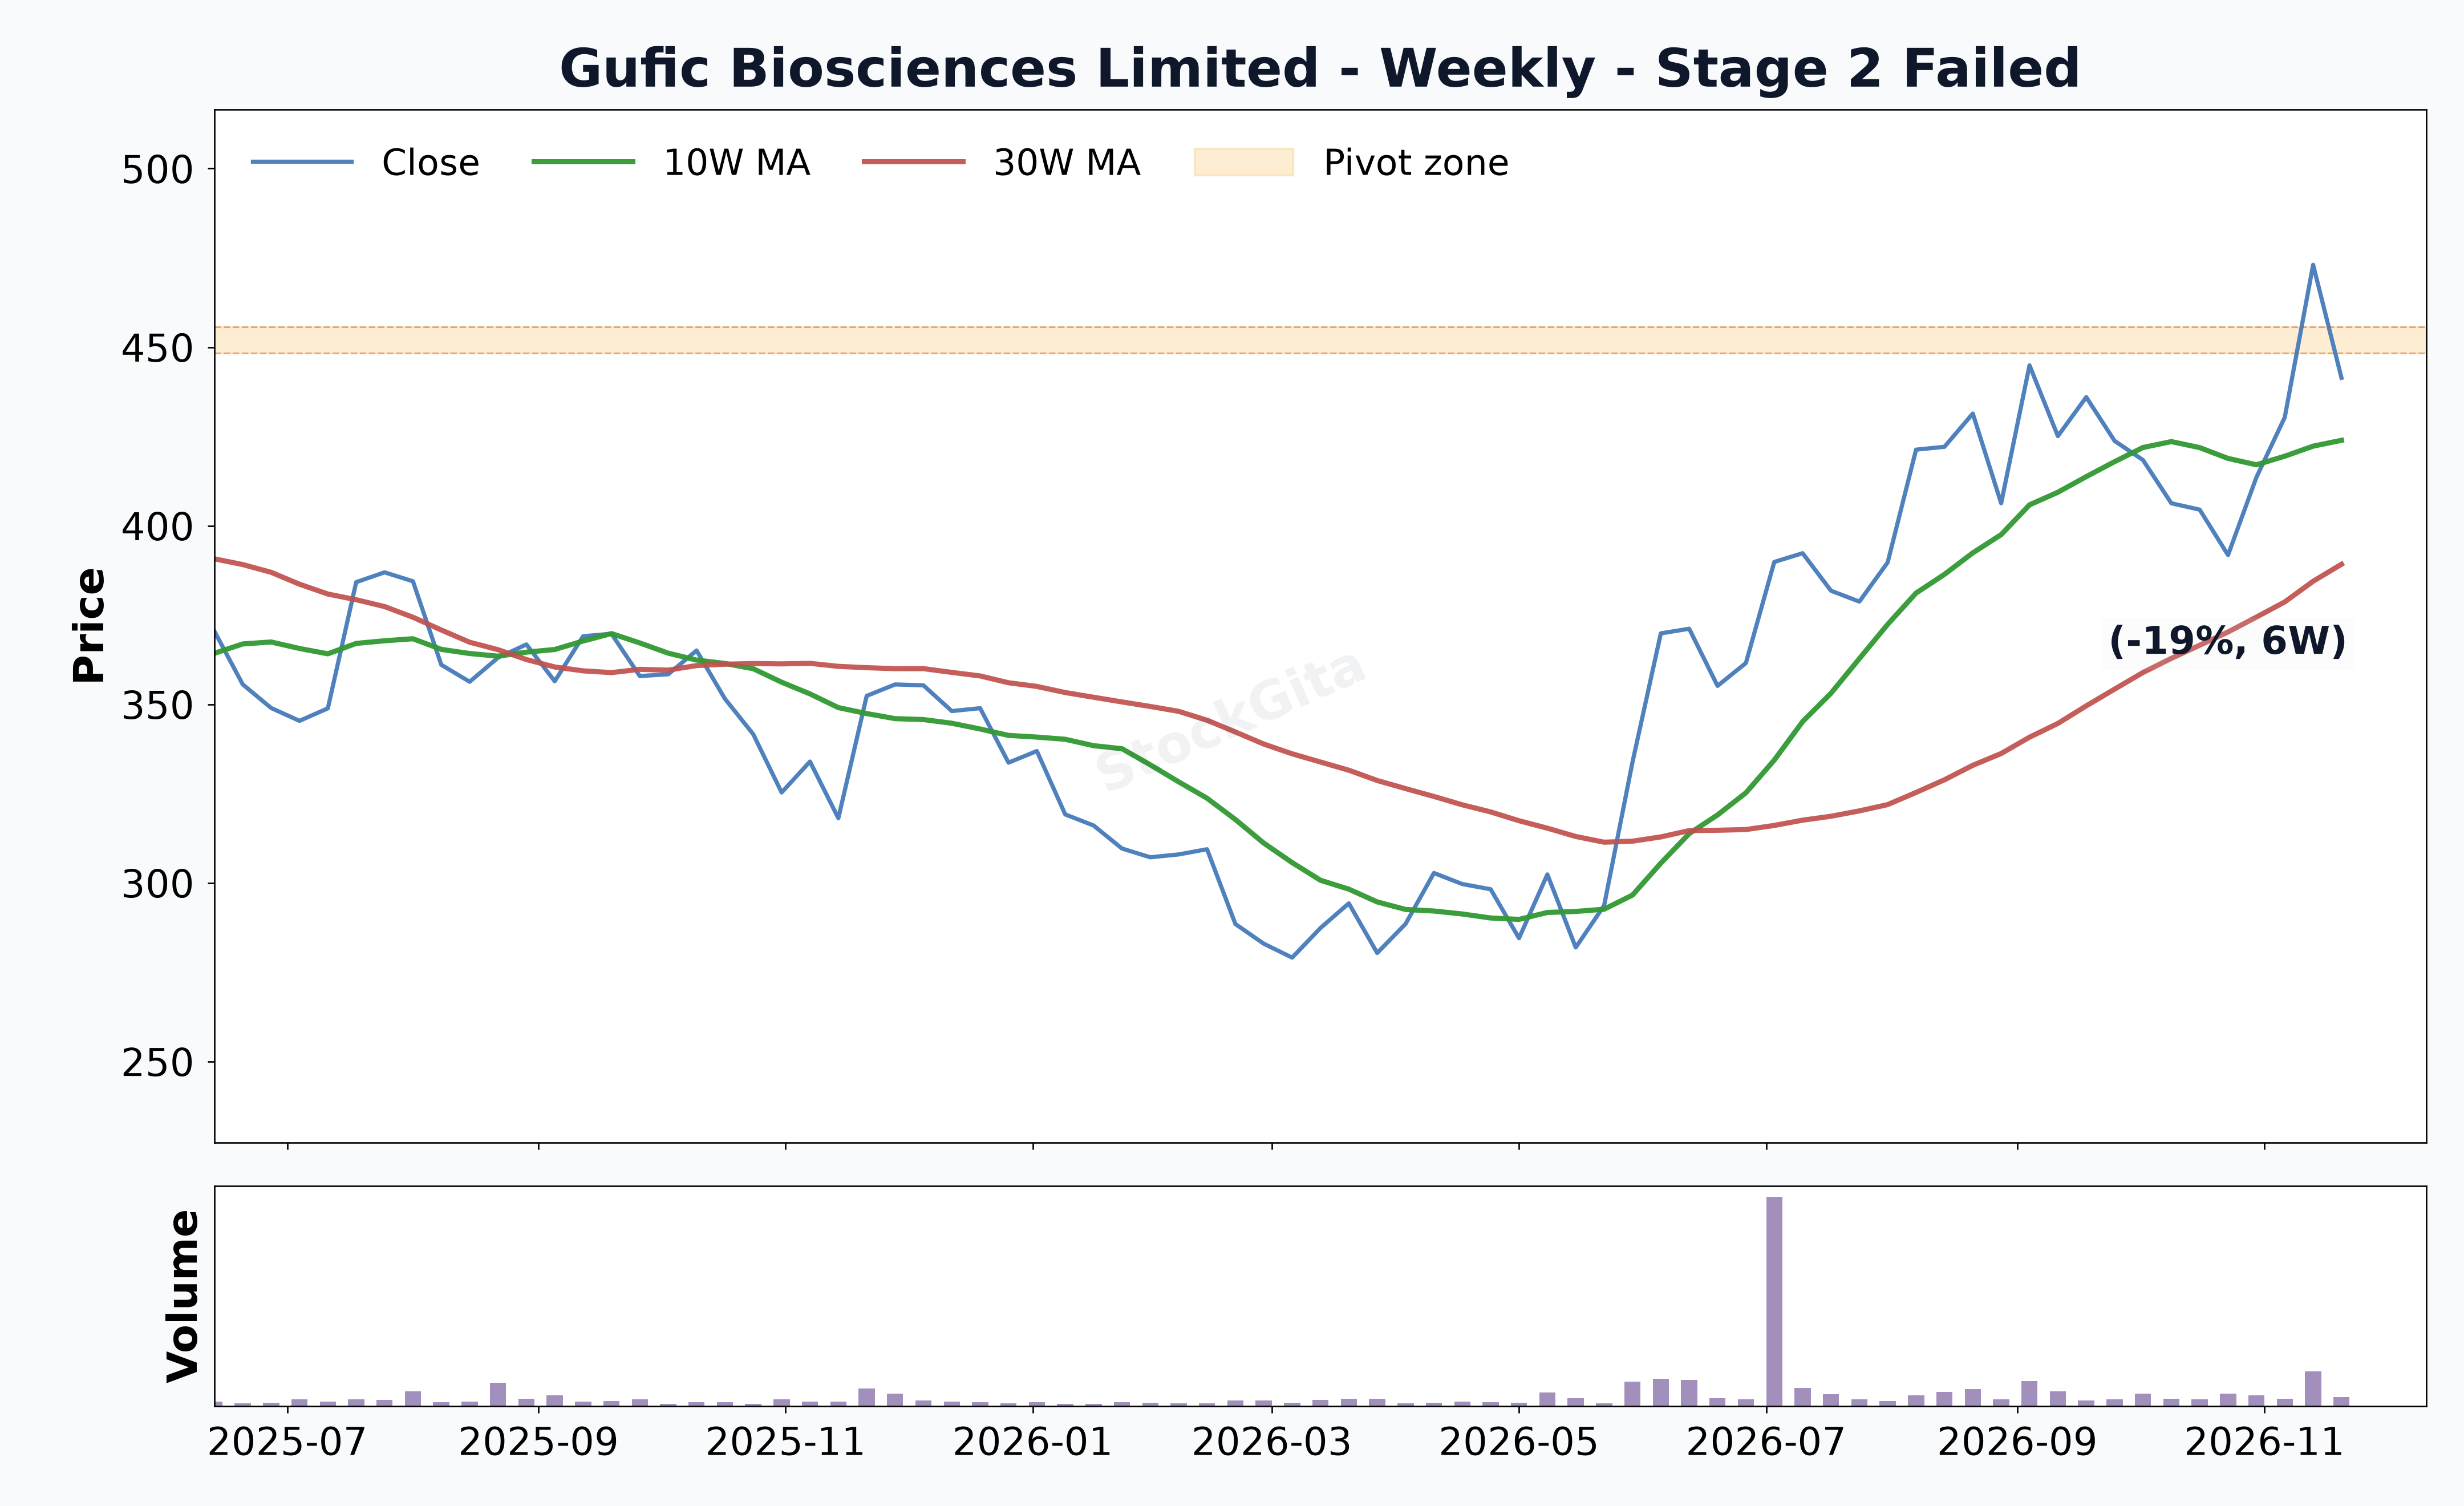 Gufic Biosciences Limited - Weekly - Stage 2 Failed
Close 10W MA 30W MA Pivot zone
500
450
400
350
300
250
Price
(-19%, 6W)
StockGita
Volume
2025-07 2025-09 2025-11 2026-01 2026-03 2026-05 2026-07 2026-09 2026-11